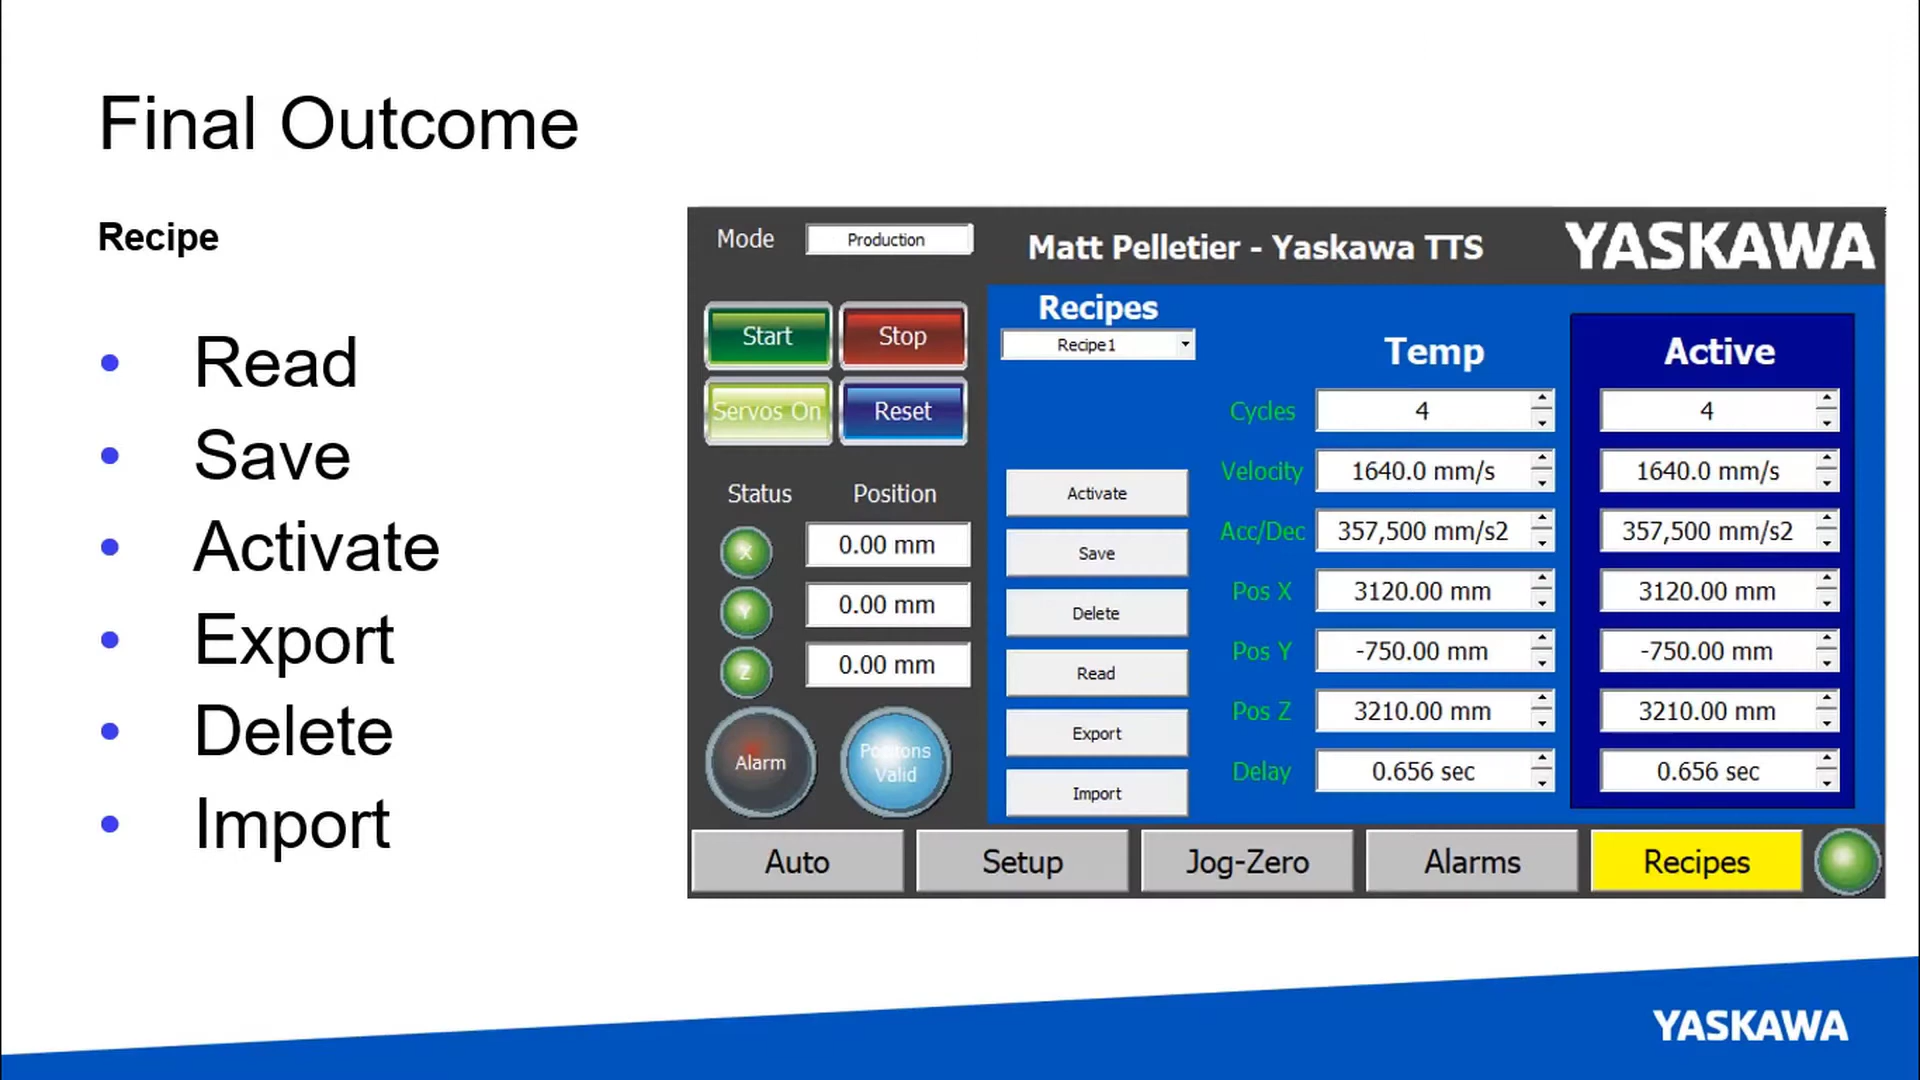 Final Outcome
Recipe
• Read
• Save
• Activate
• Export
• Delete
• Import
Mode Production
Matt Pelletier - Yaskawa TTS
YASKAWA
Start Stop
Servos On Reset
Status Position
X 0.00 mm
Y 0.00 mm
Z 0.00 mm
Alarm
Positions
Valid
Recipes
Recipe1
Activate
Save
Delete
Read
Export
Import
Temp Active
Cycles 4 4
Velocity 1640.0 mm/s 1640.0 mm/s
Acc/Dec 357,500 mm/s2 357,500 mm/s2
Pos X 3120.00 mm 3120.00 mm
Pos Y -750.00 mm -750.00 mm
Pos Z 3210.00 mm 3210.00 mm
Delay 0.656 sec 0.656 sec
Auto Setup Jog-Zero Alarms Recipes
YASKAWA